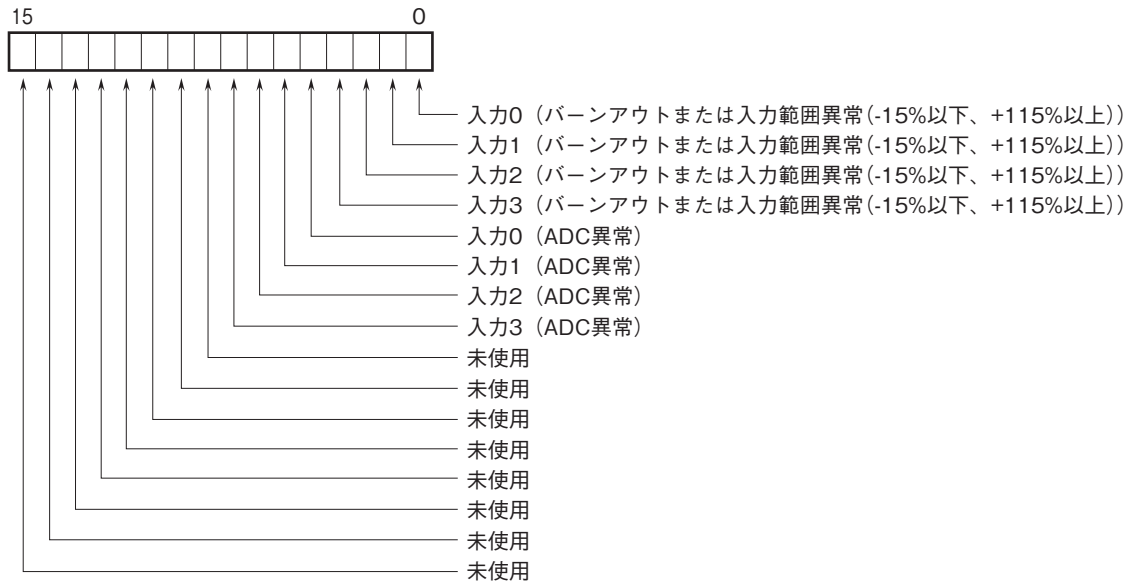 15 0
入力0（バーンアウトまたは入力範囲異常（-15%以下、+115%以上））
入力1（バーンアウトまたは入力範囲異常（-15%以下、+115%以上））
入力2（バーンアウトまたは入力範囲異常（-15%以下、+115%以上））
入力3（バーンアウトまたは入力範囲異常（-15%以下、+115%以上））
入力0（ADC異常）
入力1（ADC異常）
入力2（ADC異常）
入力3（ADC異常）
未使用
未使用
未使用
未使用
未使用
未使用
未使用
未使用